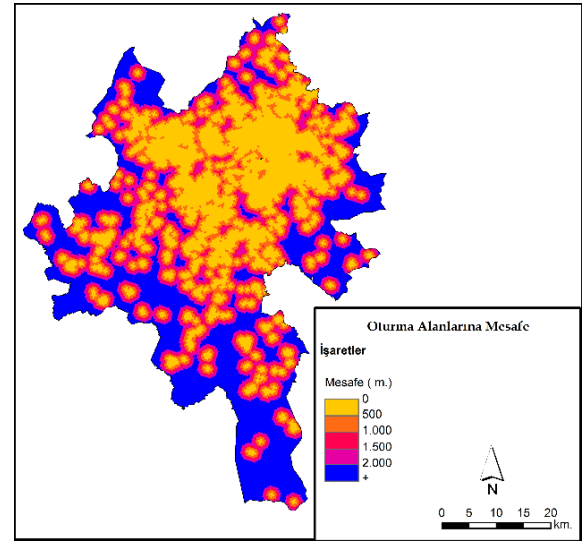 Oturma Alanlarına Mesafe
İşaretler
Mesafe ( m.)
0
500
1.000
1.500
2.000
+
N
0 5 10 15 20
km.